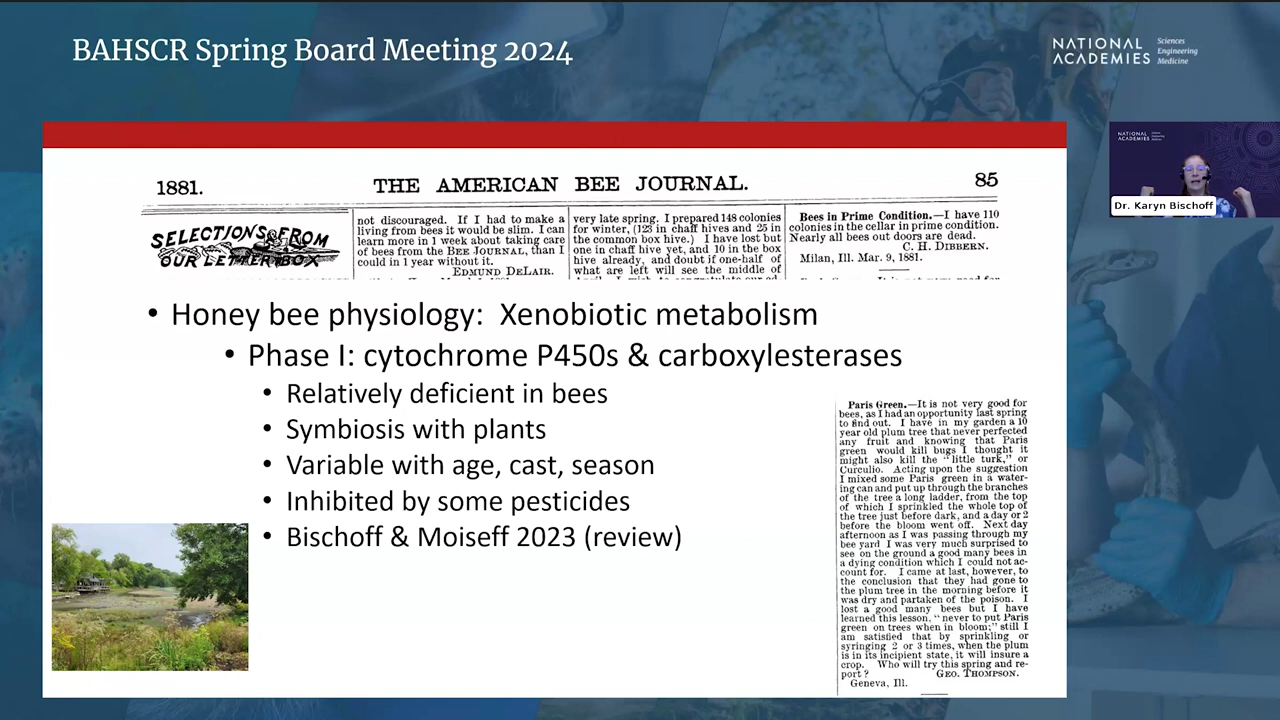 BAHSCR Spring Board Meeting 2024
NATIONAL
ACADEMIES
Sciences
Engineering
Medicine
NATIONAL
ACADEMIES
Dr. Karyn Bischoff
1881.
THE AMERICAN BEE JOURNAL.
85
SELECTIONS FROM
OUR LETTER BOX
not discouraged. If I had to make a
living from bees it would be slim. I can
learn more in 1 week about taking care
of bees from the BEE JOURNAL, than I
could in 1 year without it.
EDMUND DELAIR.
very late spring. I prepared 148 colonies
for winter, (123 in chaff hives and 25 in
the common box hive.) I have lost but
one in chaff hive yet, and 10 in the box
hive already, and doubt if one-half of
what are left will see the middle of
Bees in Prime Condition.—I have 110
colonies in the cellar in prime condition.
Nearly all bees out doors are dead.
C. H. DIBBERN.
Milan, Ill. Mar. 9, 1881.
• Honey bee physiology: Xenobiotic metabolism
• Phase I: cytochrome P450s & carboxylesterases
• Relatively deficient in bees
• Symbiosis with plants
• Variable with age, cast, season
• Inhibited by some pesticides
• Bischoff & Moiseff 2023 (review)
Paris Green.—It is not very good for
bees, as I had an opportunity last spring
to find out. I have in my garden a 10
year old plum tree that never perfected
any fruit and knowing that Paris
green would kill bugs I thought it
might also kill the "little turk," or
Curculio. Acting upon the suggestion
I mixed some Paris green in a water-
ing can and put up through the branches
of the tree a long ladder, from the top
of which I sprinkled the whole top of
the tree just before dark, and a day or 2
before the bloom went off. Next day
afternoon as I was passing through my
bee yard I was very much surprised to
see on the ground a good many bees in
a dying condition which I could not ac-
count for. I came at last, however, to
the conclusion that they had gone to
the plum tree in the morning before it
was dry and partaken of the poison. I
lost a good many bees but I have
learned this lesson, "never to put Paris
green on trees when in bloom;" still I
am satisfied that by sprinkling or
syringing 2 or 3 times, when the plum
is in its incipient state, it will insure a
crop. Who will try this spring and re-
port? GEO. THOMPSON.
Geneva, Ill.